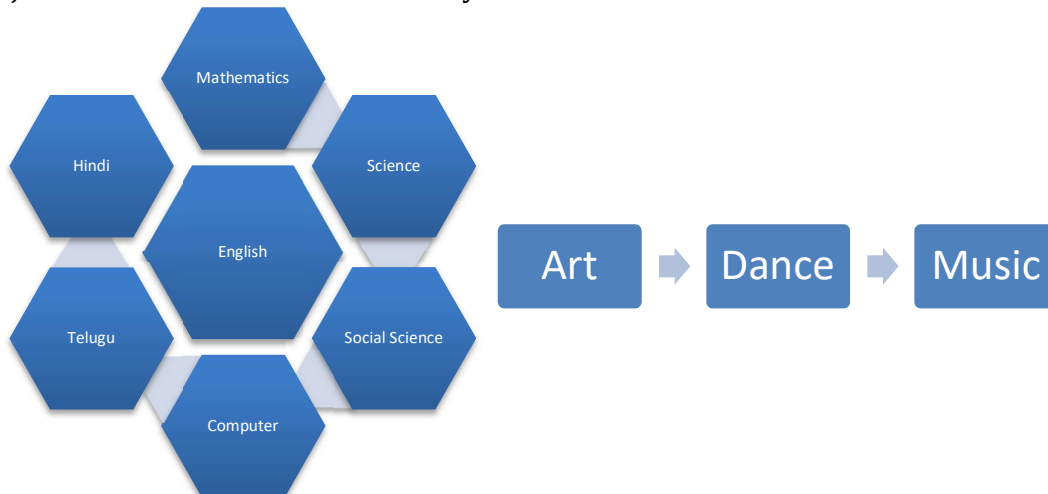 Mathematics
Hindi
Science
English
Art
Dance
Music
Telugu
Social Science
Computer